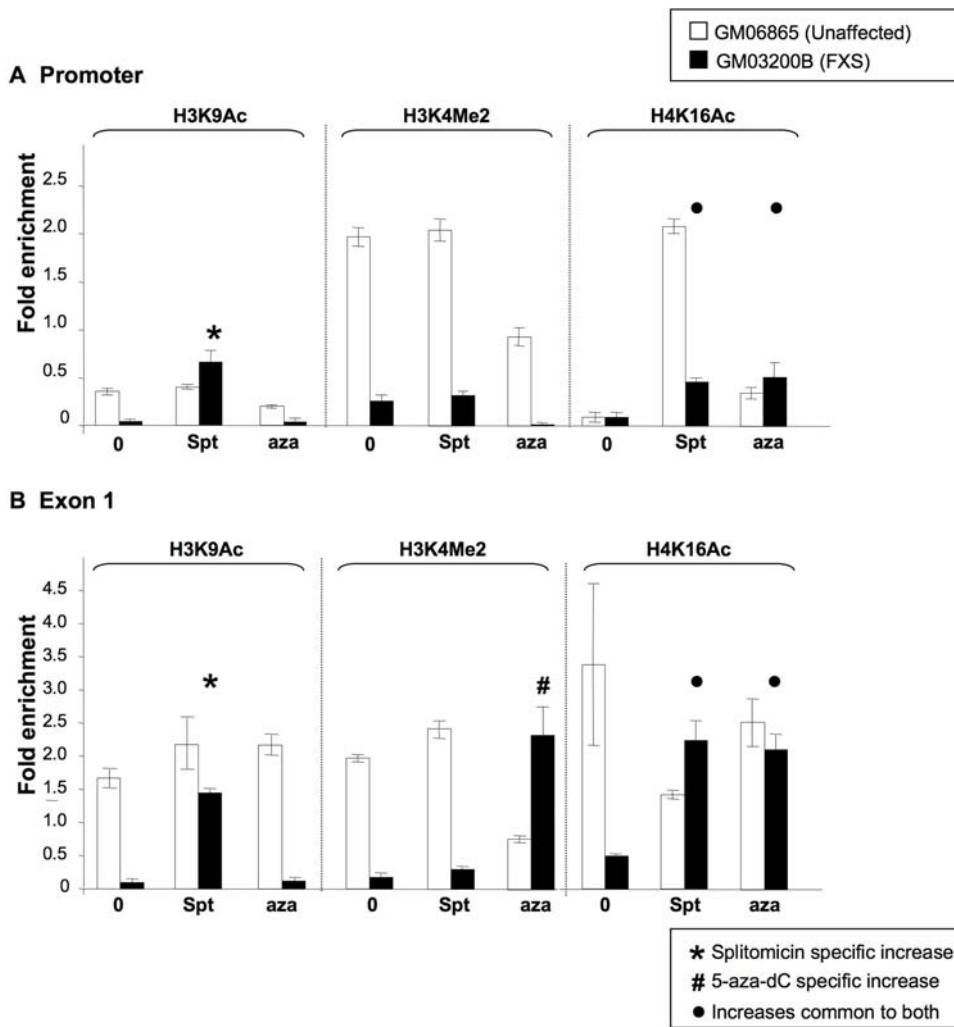 GM06865 (Unaffected)
GM03200B (FXS)
A Promoter
H3K9Ac
H3K4Me2
H4K16Ac
Fold enrichment
2.5
2.0
1.5
1.0
0.5
0
*
●
●
0 Spt aza 0 Spt aza 0 Spt aza
B Exon 1
H3K9Ac
H3K4Me2
H4K16Ac
Fold enrichment
4.5
4.0
3.5
3.0
2.5
2.0
1.5
1.0
0.5
0
*
#
●
●
0 Spt aza 0 Spt aza 0 Spt aza
* Splitomicin specific increase
# 5-aza-dC specific increase
● Increases common to both